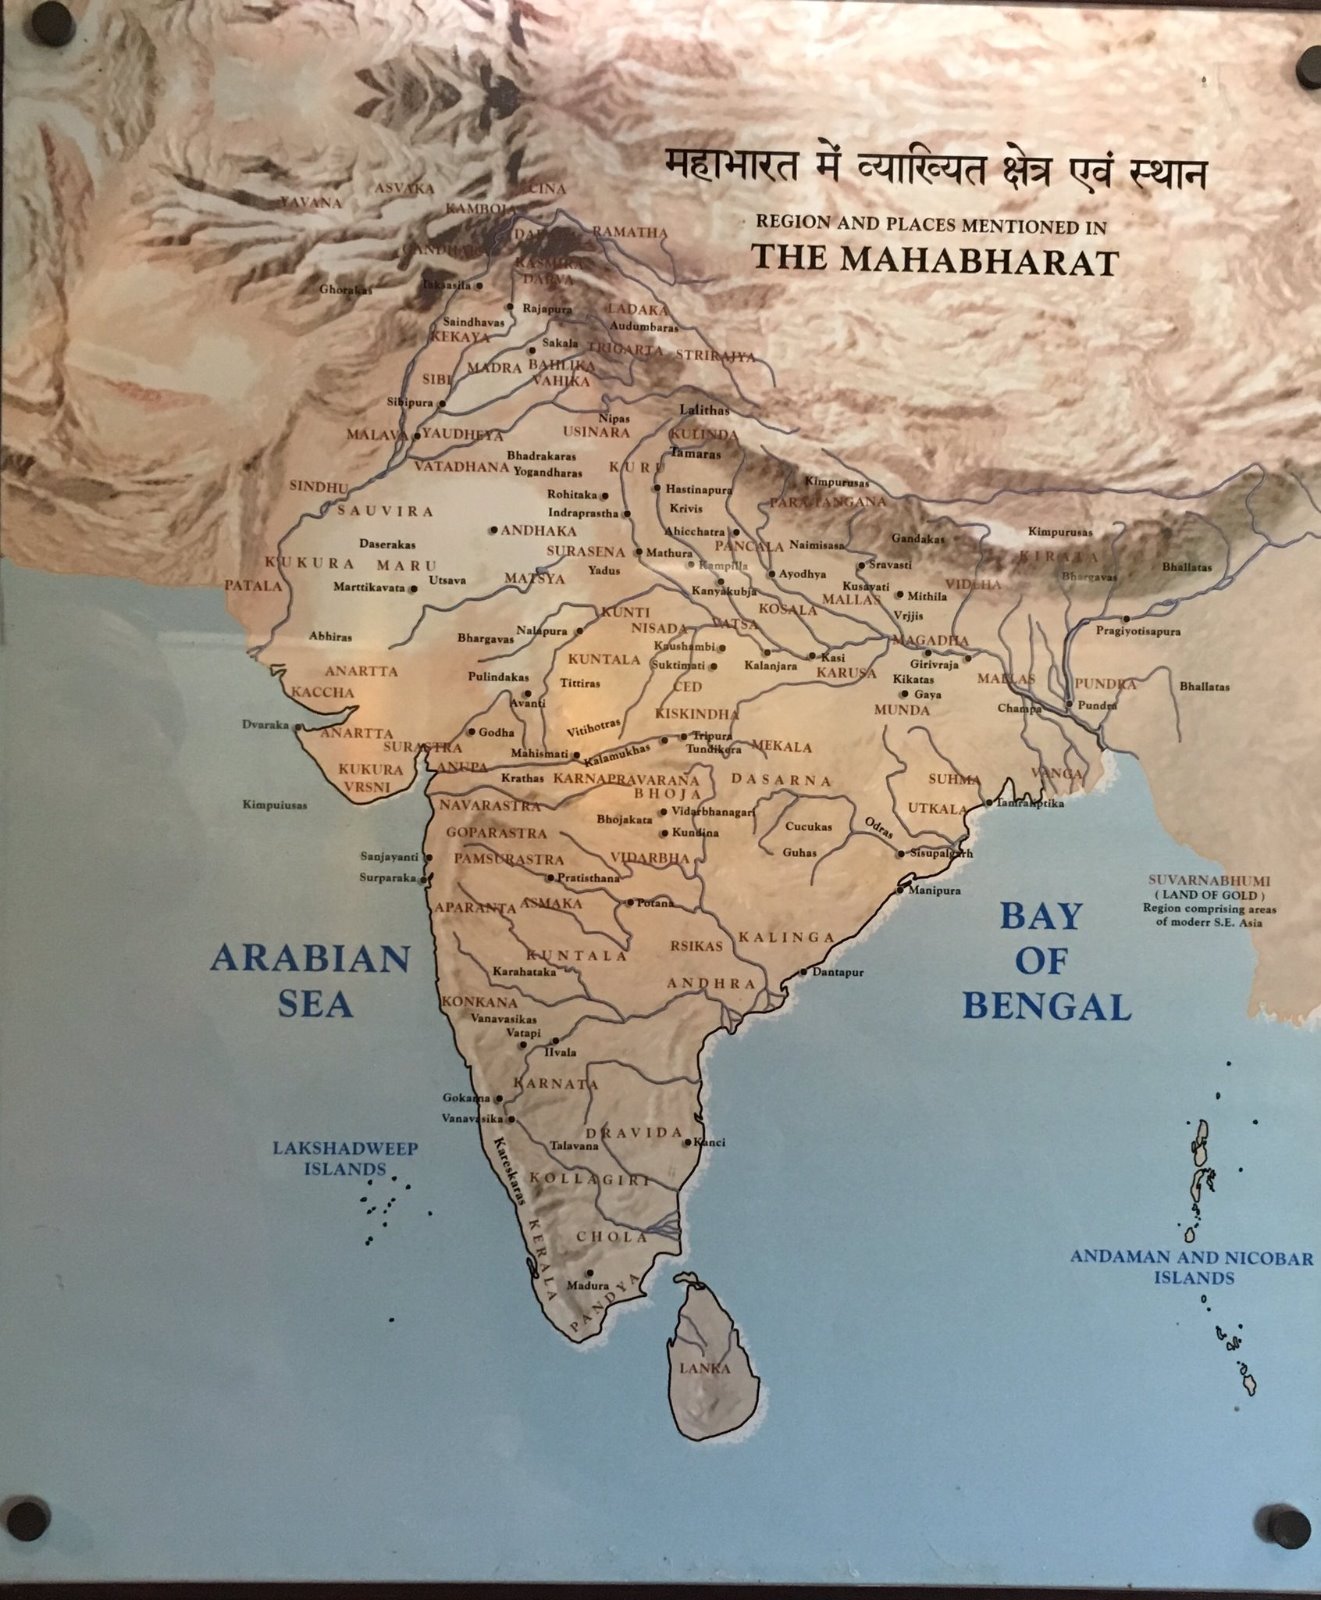 महाभारत में व्याख्यित क्षेत्र एवं स्थान
REGION AND PLACES MENTIONED IN
THE MAHABHARAT
ASVAKA
CINA
YAVANA
KAMBOJA
RAMATHA
DARVA
Ghorakas
Taksasila
Rajapura
LADAKA
Saindhavas
Audumbaras
KEKAYA
Sakala
TRIGARTA
STRIRAJYA
MADRA
BAHLIKA
SIBI
VAHIKA
Sibipura
Lalithas
Nipas
MALAVA
YAUDHEYA
USINARA
KULINDA
Bhadrakaras
Tamaras
VATADHANA
Yogandharas
KURU
Kimpurusas
SINDHU
Rohitaka
Hastinapura
PARA TANGANA
SAUVIRA
Indraprastha
Krivis
ANDHAKA
Ahicchatra
Kimpurusas
Daserakas
SURASENA
Mathura
PANCALA
Naimisasa
Gandakas
KIRATA
KUKURA
MARU
Yadus
Kampilla
Ayodhya
Sravasti
Bhargavas
Bhallatas
PATALA
Marttikavata
Utsava
MATSYA
Kanyakubja
Kusavati
Mithila
KUNTI
KOSALA
MALLAS
Vrjjis
Abhiras
Bhargavas
Nalapura
NISADA
VATSA
MAGADHA
Pragiyotisapura
Kaushambi
ANARTTA
KUNTALA
Suktimati
Kalanjara
Kasi
Girivraja
KACCHA
Pulindakas
Tittiras
CED
KARUSA
Kikatas
MALLAS
PUNDRA
Bhallatas
Avanti
Gaya
Champa
Pundra
Dvaraka
ANARTTA
Godha
Vitihotras
KISKINDHA
MUNDA
SURASTRA
Mahismati
Kalamukhas
Tripura
Tundikera
MEKALA
KUKURA
ANUPA
Krathas
KARNAPRAVARANA
DASARNA
SUHMA
VANGA
VRSNI
BHOJA
Kimpuiusas
NAVARASTRA
Bhojakata
Vidarbhanagari
UTKALA
Tamraliptika
GOPARASTRA
Kundina
Cucukas
Odras
Sanjayanti
PAMSURASTRA
VIDARBHA
Guhas
Sisupalgarh
Surparaka
Pratisthana
Manipura
SUVARNABHUMI
( LAND OF GOLD )
Region comprising areas
of moderr S.E. Asia
APARANTA
ASMAKA
Potana
KUNTALA
RSIKAS
KALINGA
Karahataka
Dantapur
ANDHRA
ARABIAN
SEA
BAY
OF
BENGAL
KONKANA
Vanavasikas
Vatapi
IIvala
KARNATA
Gokarna
Vanavasika
DRAVIDA
Kanci
Talavana
LAKSHADWEEP
ISLANDS
Kareskaras
KOLLAGIRI
KERALA
CHOLA
Madura
PANDYA
ANDAMAN AND NICOBAR
ISLANDS
LANKA